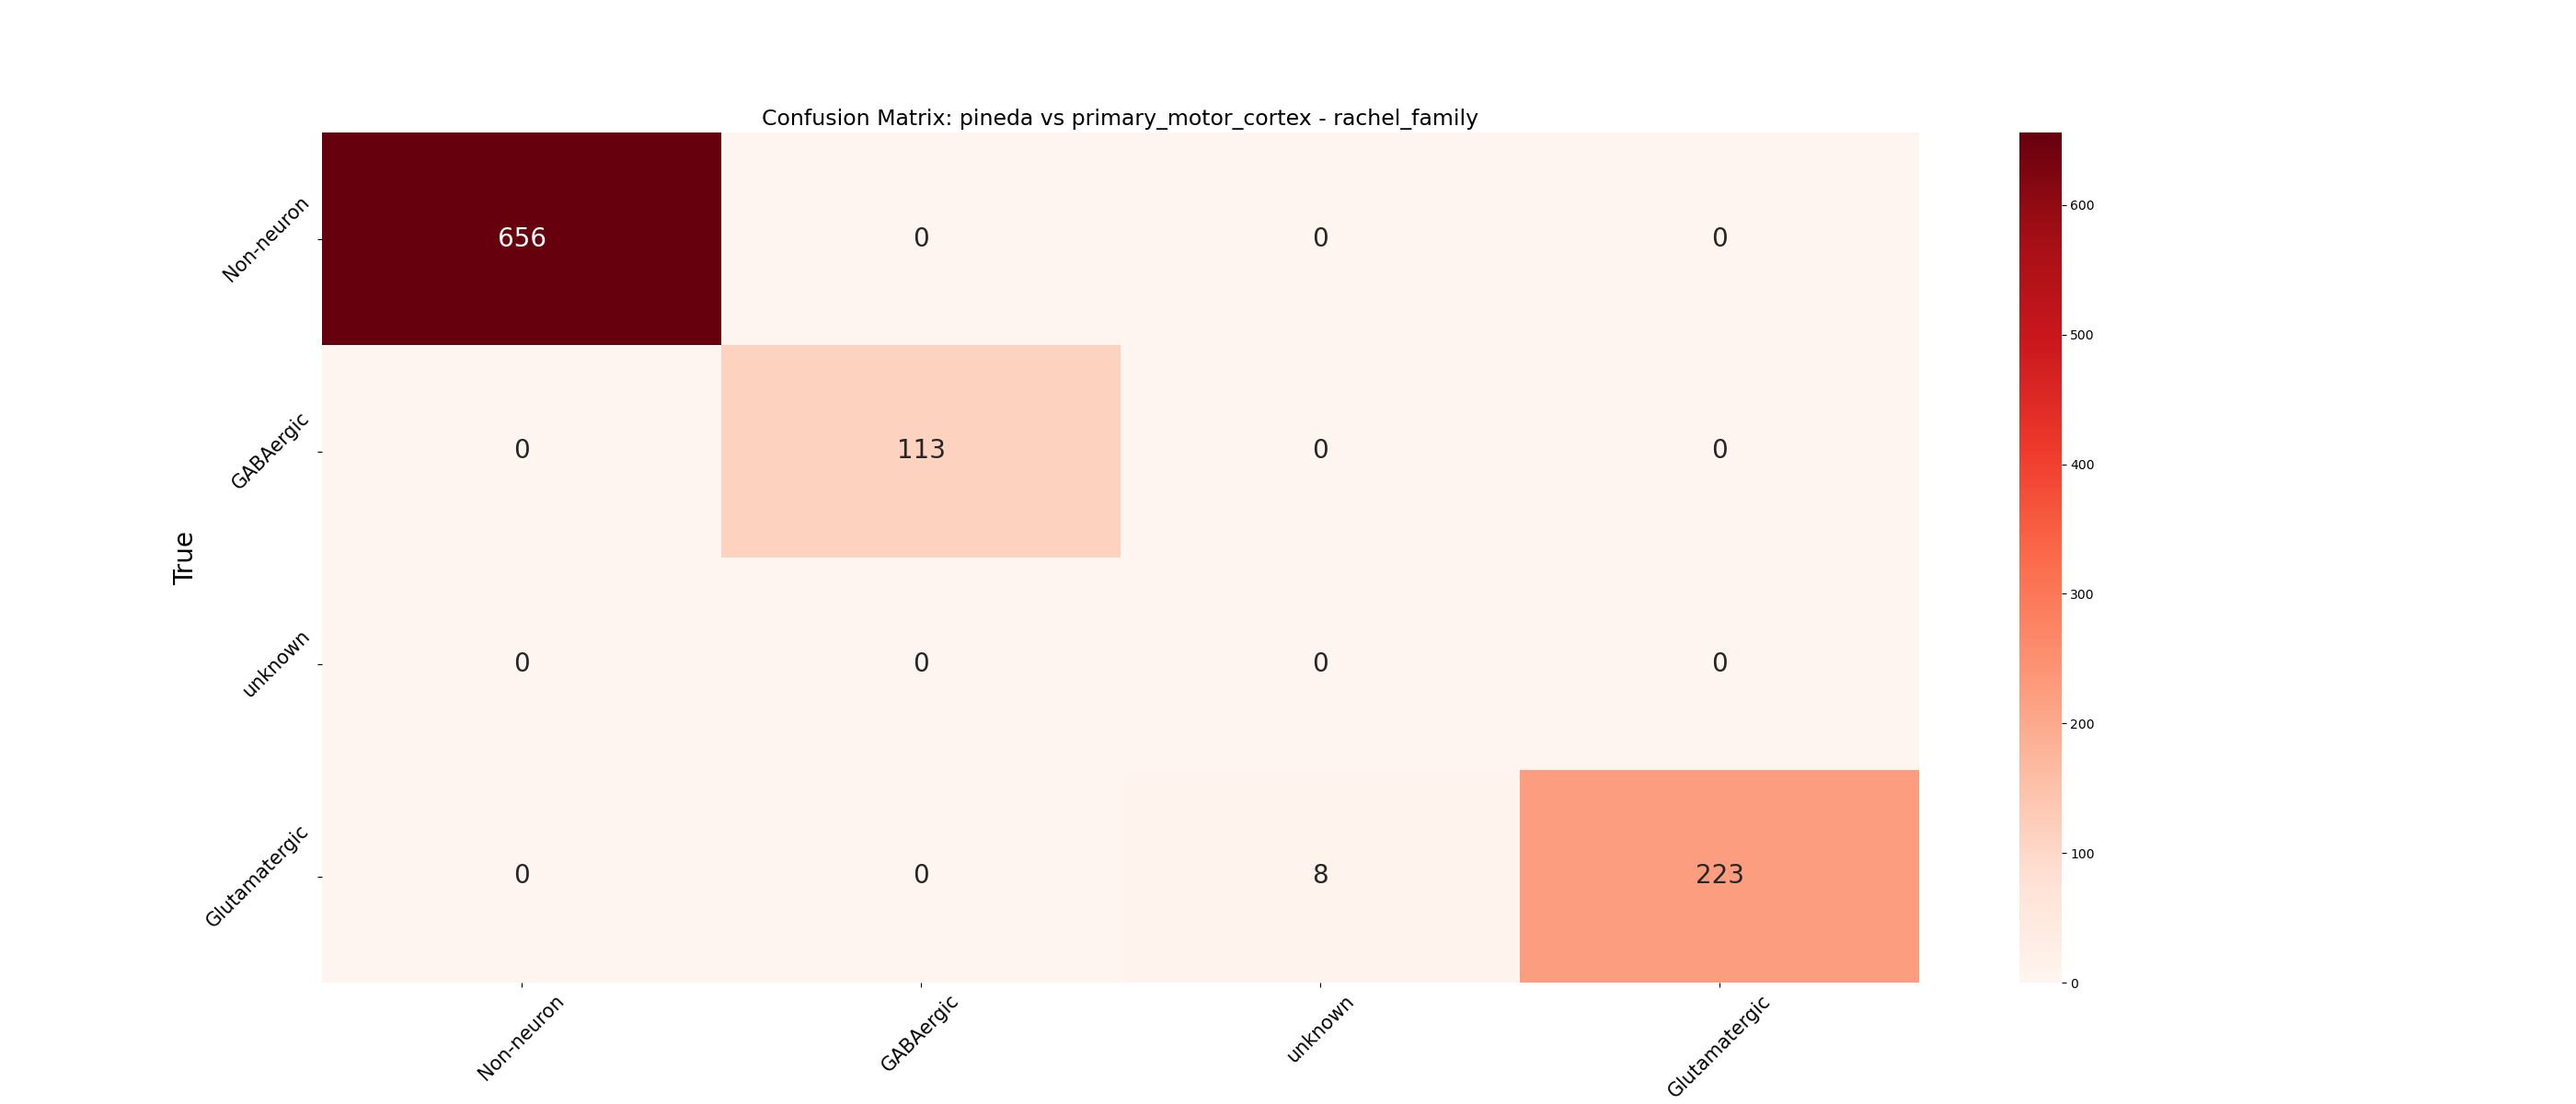 Confusion Matrix: pineda vs primary_motor_cortex - rachel_family
True
Non-neuron
656 0 0 0
GABAergic
0 113 0 0
unknown
0 0 0 0
Glutamatergic
0 0 8 223
Non-neuron GABAergic unknown Glutamatergic
600
500
400
300
200
100
0